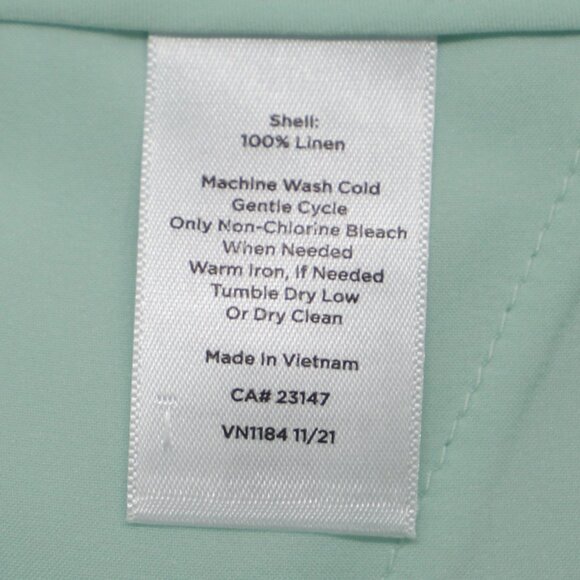 Shell:
100% Linen
Machine Wash Cold
Gentle Cycle
Only Non-Chlorine Bleach
When Needed
Warm Iron, If Needed
Tumble Dry Low
Or Dry Clean
Made In Vietnam
CA# 23147
VN1184 11/21